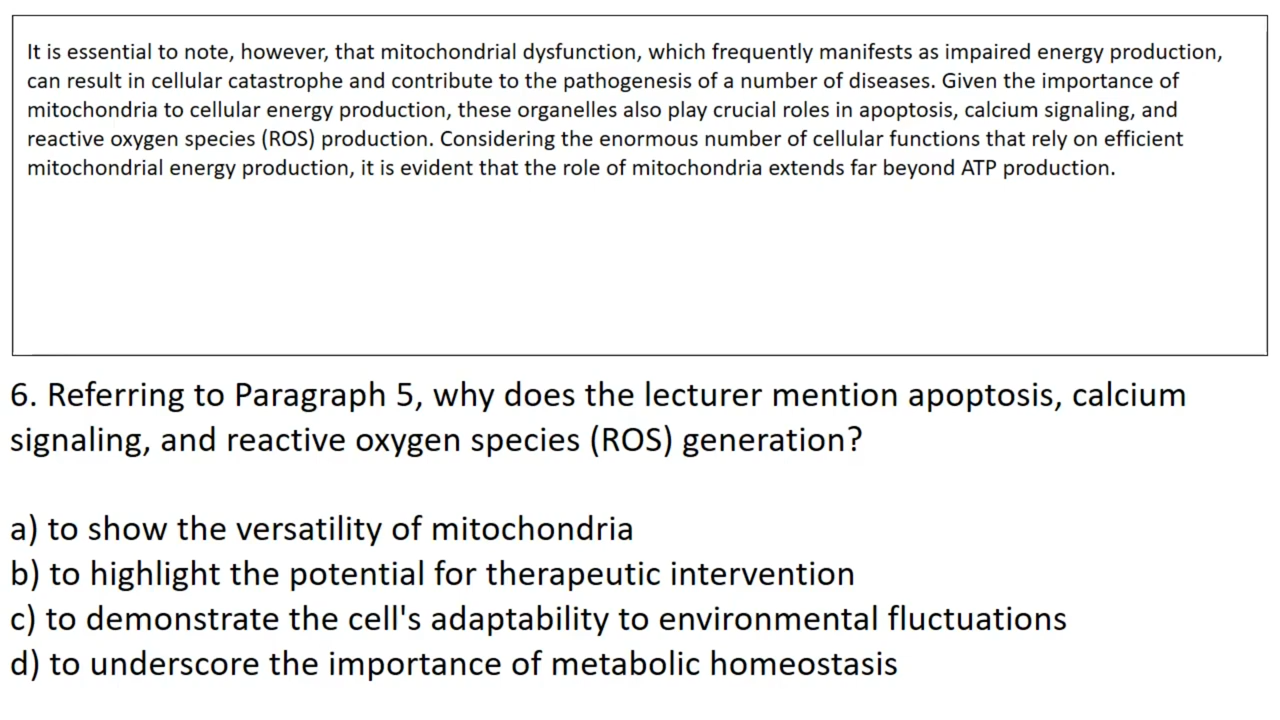 It is essential to note, however, that mitochondrial dysfunction, which frequently manifests as impaired energy production,
can result in cellular catastrophe and contribute to the pathogenesis of a number of diseases. Given the importance of
mitochondria to cellular energy production, these organelles also play crucial roles in apoptosis, calcium signaling, and
reactive oxygen species (ROS) production. Considering the enormous number of cellular functions that rely on efficient
mitochondrial energy production, it is evident that the role of mitochondria extends far beyond ATP production.
6. Referring to Paragraph 5, why does the lecturer mention apoptosis, calcium
signaling, and reactive oxygen species (ROS) generation?
a) to show the versatility of mitochondria
b) to highlight the potential for therapeutic intervention
c) to demonstrate the cell's adaptability to environmental fluctuations
d) to underscore the importance of metabolic homeostasis